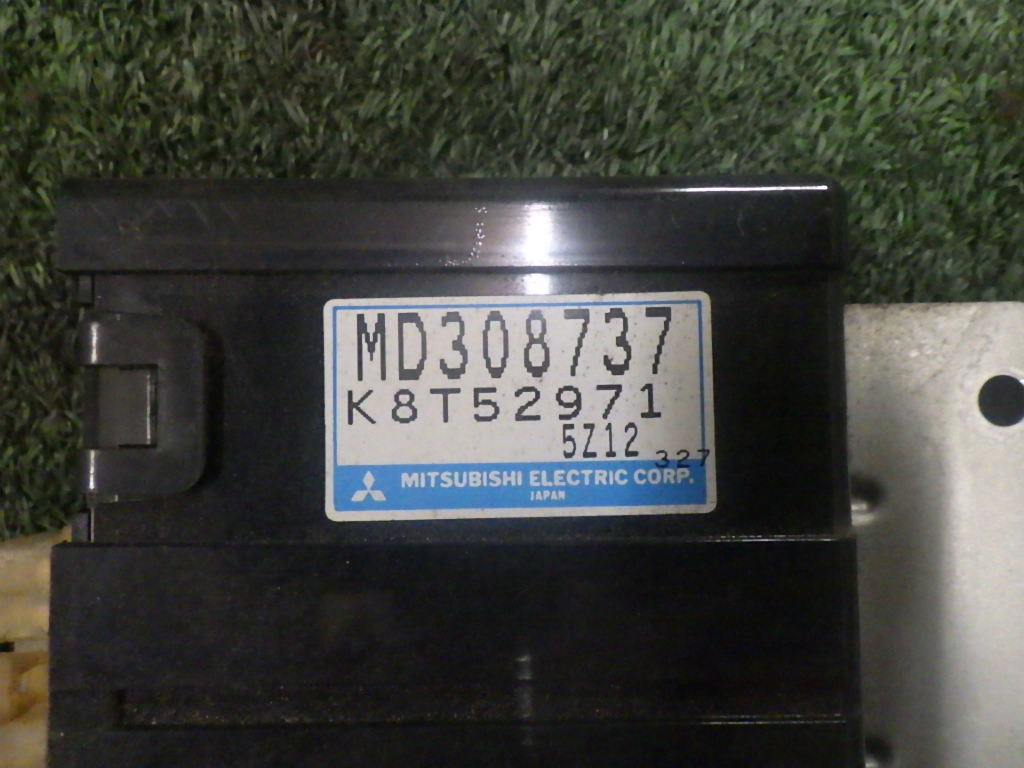 MD308737
K8T52971
5Z12
327
MITSUBISHI ELECTRIC CORP.
JAPAN